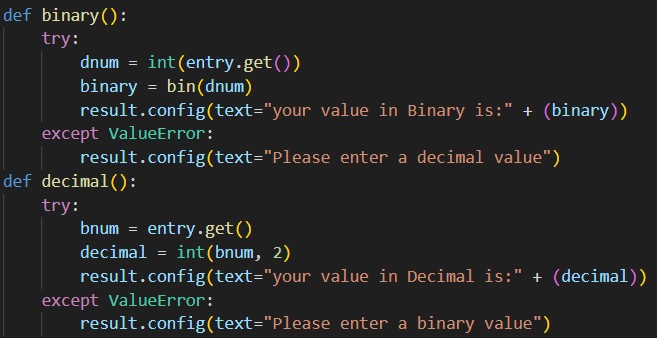 def binary():
    try:
        dnum = int(entry.get())
        binary = bin(dnum)
        result.config(text="your value in Binary is:" + (binary))
    except ValueError:
        result.config(text="Please enter a decimal value")
def decimal():
    try:
        bnum = entry.get()
        decimal = int(bnum, 2)
        result.config(text="your value in Decimal is:" + (decimal))
    except ValueError:
        result.config(text="Please enter a binary value")